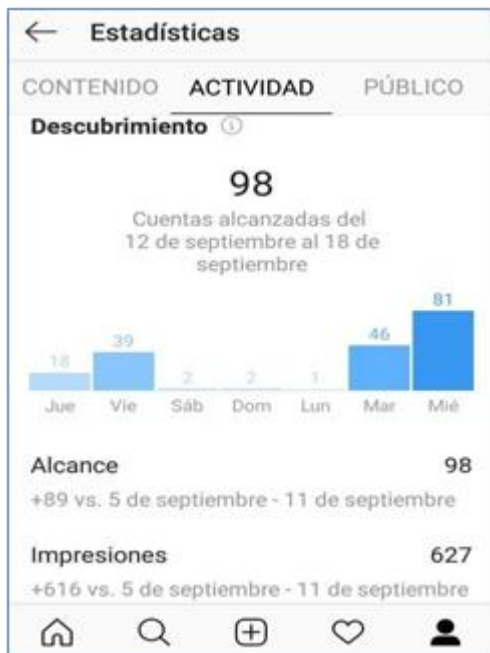 Estadísticas
CONTENIDO ACTIVIDAD PÚBLICO
Descubrimiento
98
Cuentas alcanzadas del
12 de septiembre al 18 de
septiembre
18 39 2 2 1 46 81
Jue Vie Sáb Dom Lun Mar Mié
Alcance 98
+89 vs. 5 de septiembre - 11 de septiembre
Impresiones 627
+616 vs. 5 de septiembre - 11 de septiembre